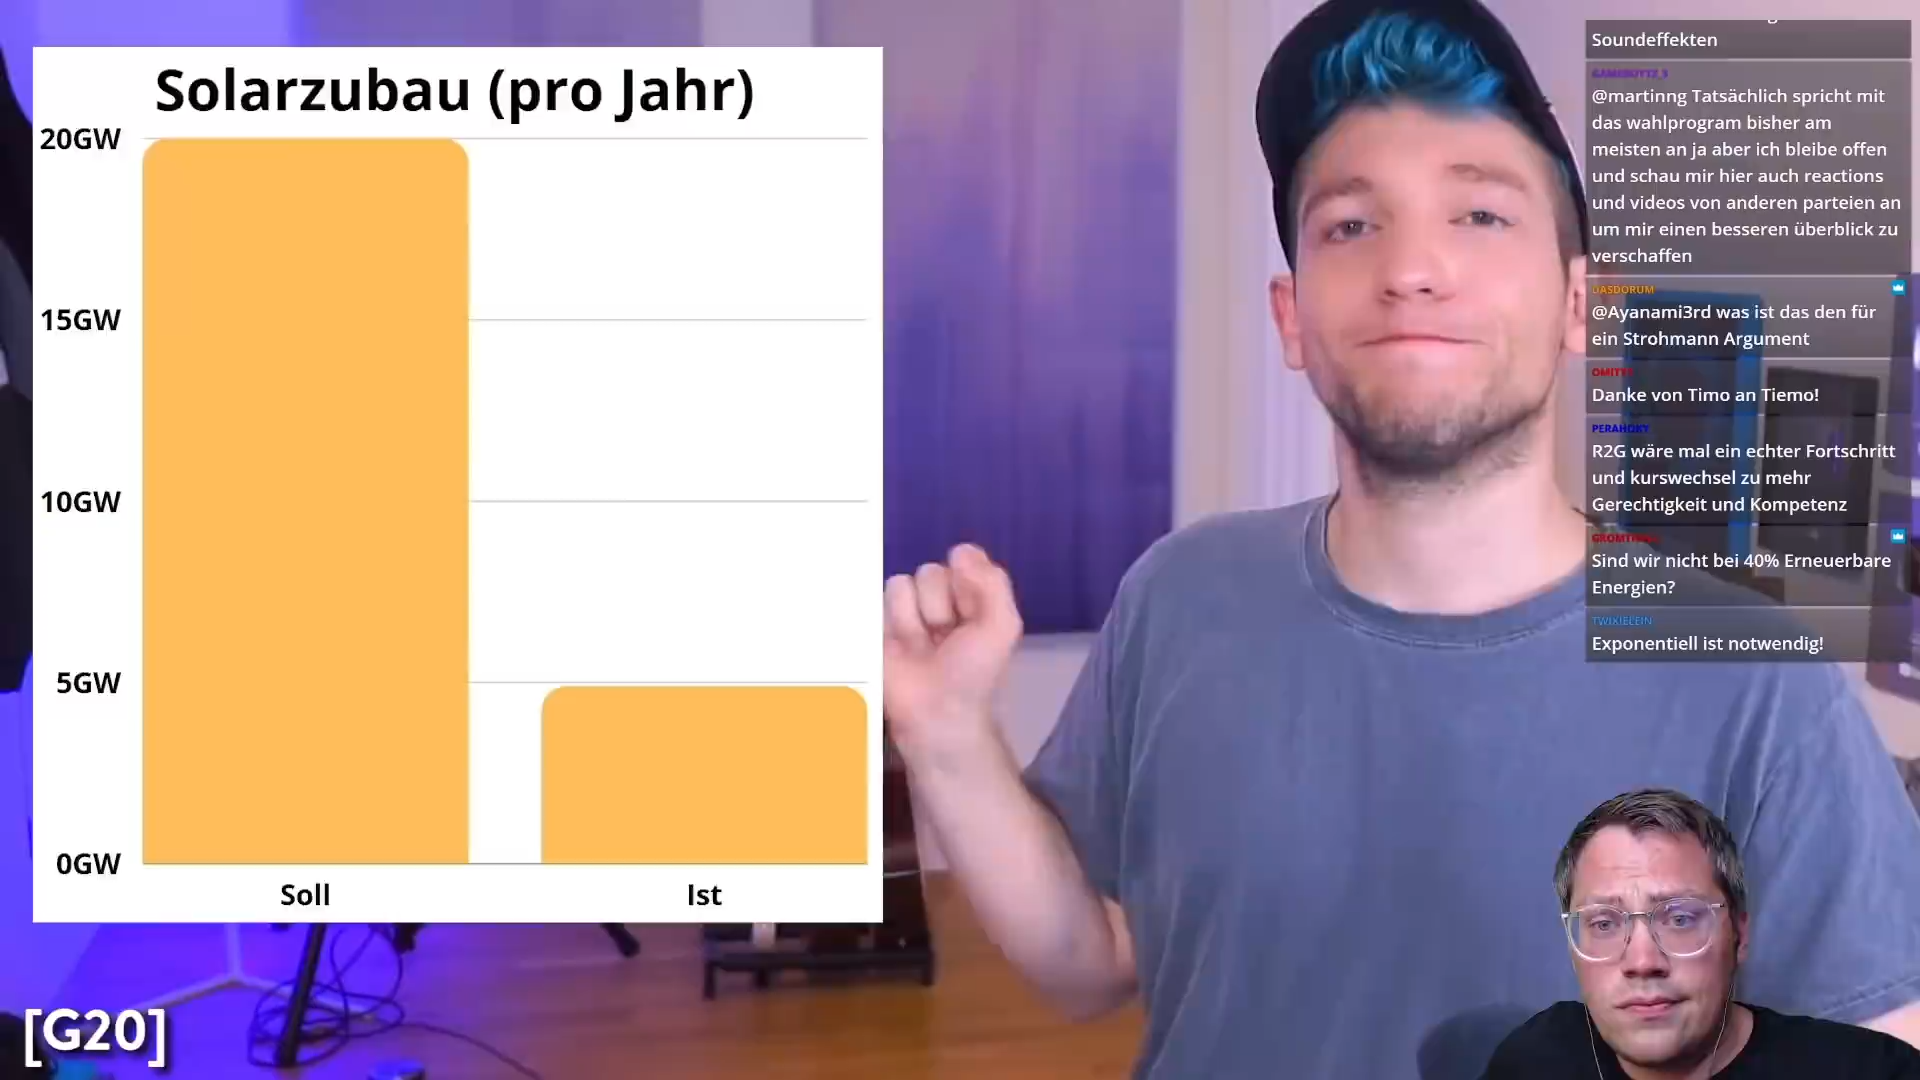 Solarzubau (pro Jahr)
20GW
15GW
10GW
5GW
0GW
Soll
Ist
[G20]
Soundeffekten
@martinng Tatsächlich spricht mit
das wahlprogram bisher am
meisten an ja aber ich bleibe offen
und schau mir hier auch reactions
und videos von anderen parteien an
um mir einen besseren überblick zu
verschaffen
DASDORUM
@Ayanami3rd was ist das den für
ein Strohmann Argument
Danke von Timo an Tiemo!
PERAHOKY
R2G wäre mal ein echter Fortschritt
und kurswechsel zu mehr
Gerechtigkeit und Kompetenz
Sind wir nicht bei 40% Erneuerbare
Energien?
TWIXIELEIN
Exponentiell ist notwendig!